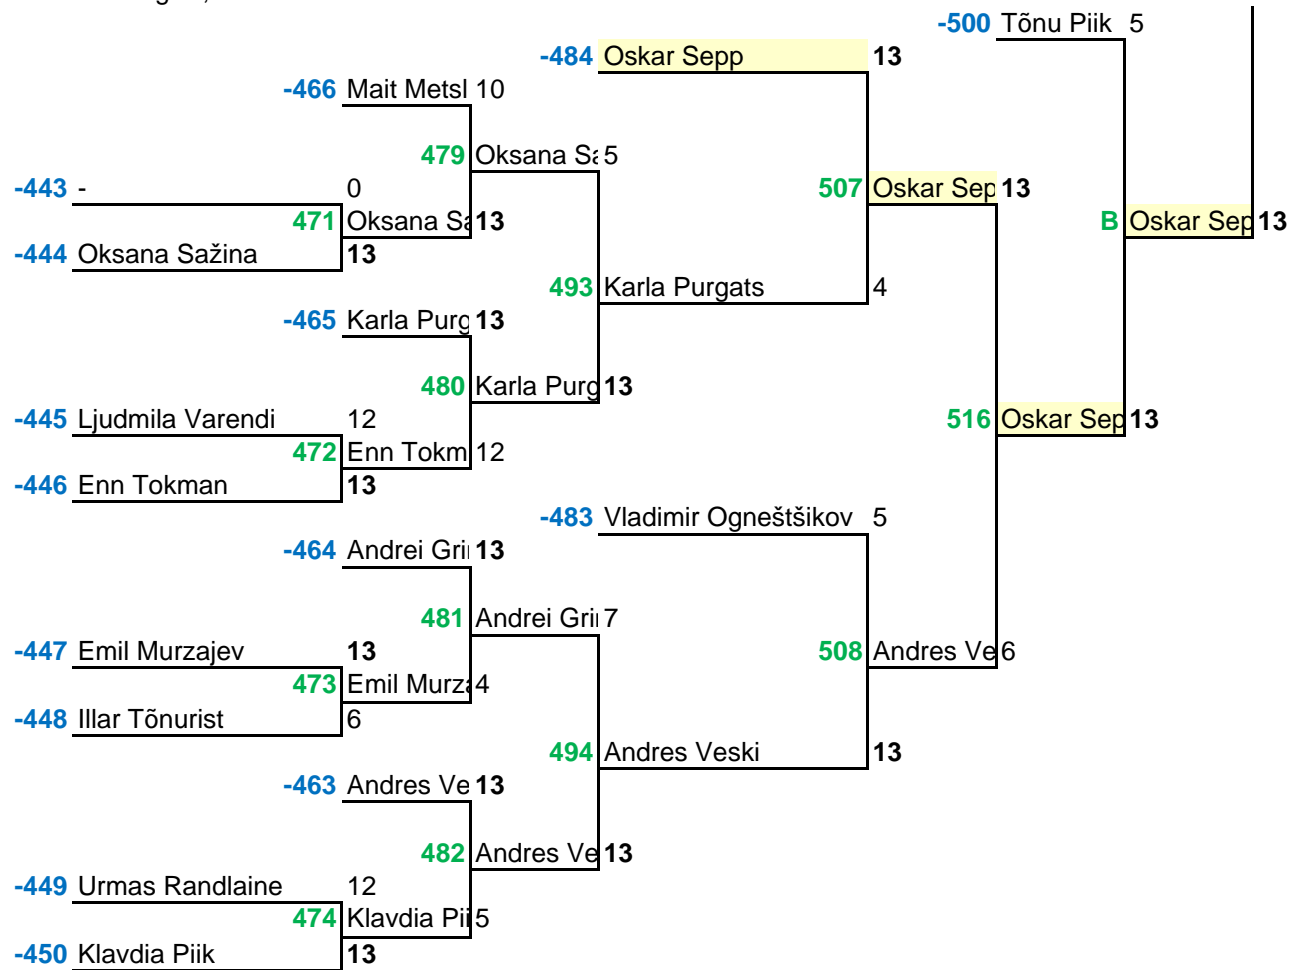 -500 Tõnu Piik 5
-484 Oskar Sepp 13
-466 Mait Metsl 10
479 Oksana Sa 5
-443 - 0
507 Oskar Sep 13
471 Oksana Sa 13
B Oskar Sep 13
-444 Oksana Sažina 13
493 Karla Purgats 4
-465 Karla Purg 13
480 Karla Purg 13
-445 Ljudmila Varendi 12
516 Oskar Sep 13
472 Enn Tokm 12
-446 Enn Tokman 13
-483 Vladimir Ogneštšikov 5
-464 Andrei Gri 13
481 Andrei Gri 7
-447 Emil Murzajev 13
508 Andres Ve 6
473 Emil Murza 4
-448 Illar Tõnurist 6
494 Andres Veski 13
-463 Andres Ve 13
482 Andres Ve 13
-449 Urmas Randlaine 12
474 Klavdia Pii 5
-450 Klavdia Piik 13